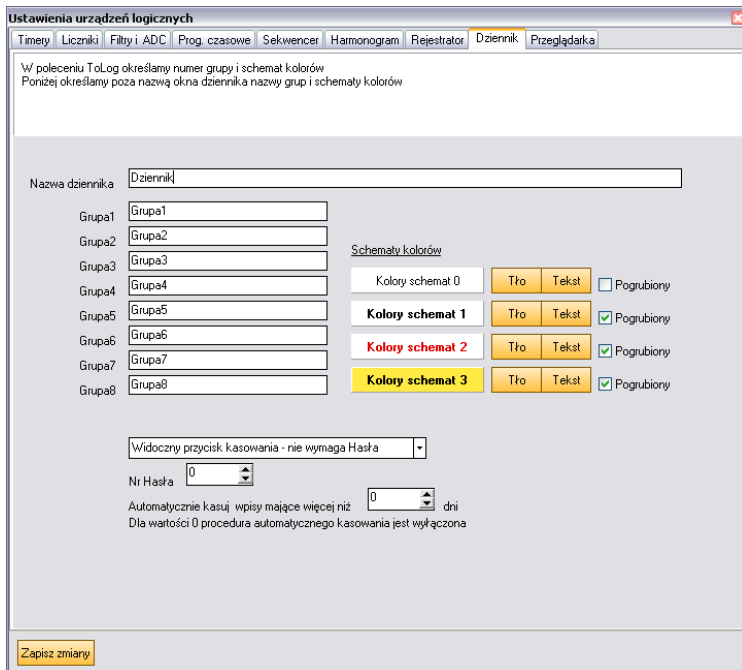 Ustawienia urządzeń logicznych
Timery Liczniki Filtry i ADC Prog. czasowe Sekwencer Harmonogram Rejestrator Dziennik Przeglądarka
W poleceniu ToLog określamy numer grupy i schemat kolorów
Poniżej określamy poza nazwą okna dziennika nazwy grup i schematy kolorów
Nazwa dziennika Dziennik
Grupa1 Grupa1
Grupa2 Grupa2
Grupa3 Grupa3
Grupa4 Grupa4
Grupa5 Grupa5
Grupa6 Grupa6
Grupa7 Grupa7
Grupa8 Grupa8
Schematy kolorów
Kolory schemat 0 Tło Tekst Pogrubiony
Kolory schemat 1 Tło Tekst Pogrubiony
Kolory schemat 2 Tło Tekst Pogrubiony
Kolory schemat 3 Tło Tekst Pogrubiony
Widoczny przycisk kasowania - nie wymaga Hasła
Nr Hasła 0
Automatycznie kasuj wpisy mające więcej niż 0 dni
Dla wartości 0 procedura automatycznego kasowania jest wyłączona
Zapisz zmiany